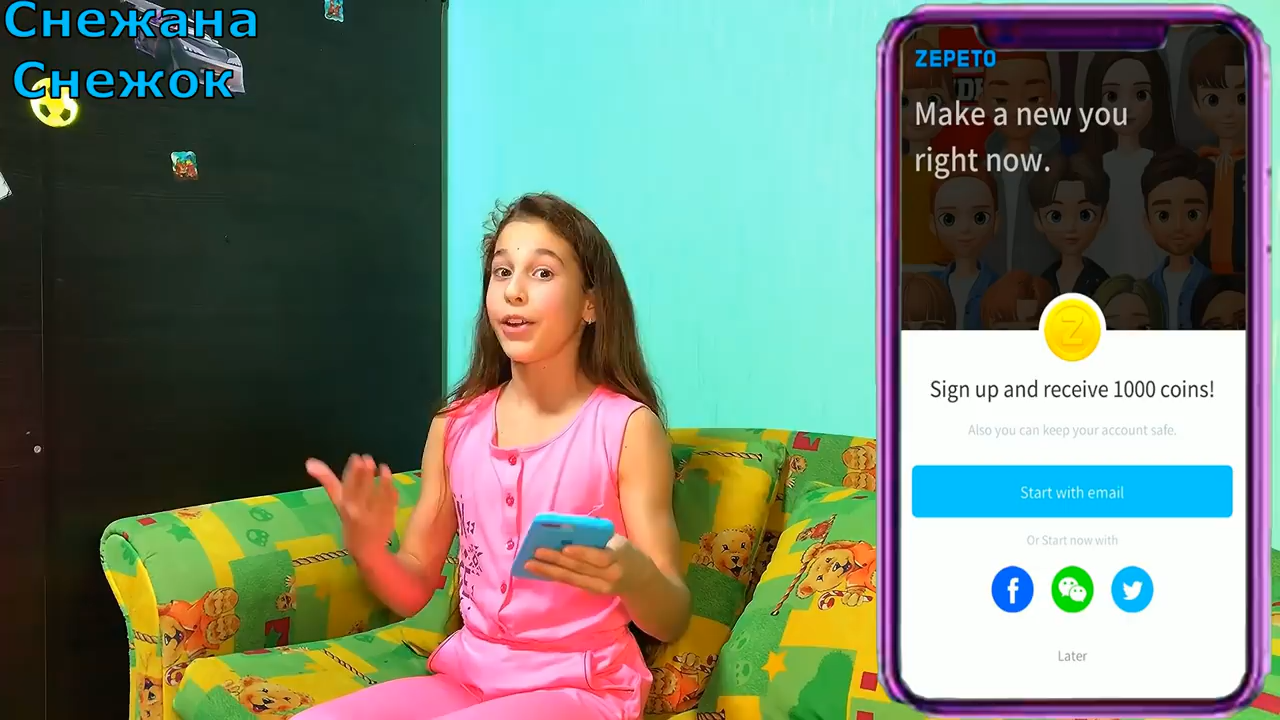 Снежана
Снежок
ZEPETO
Make a new you
right now.
Sign up and receive 1000 coins!
Also you can keep your account safe.
Start with email
Or Start now with
Later